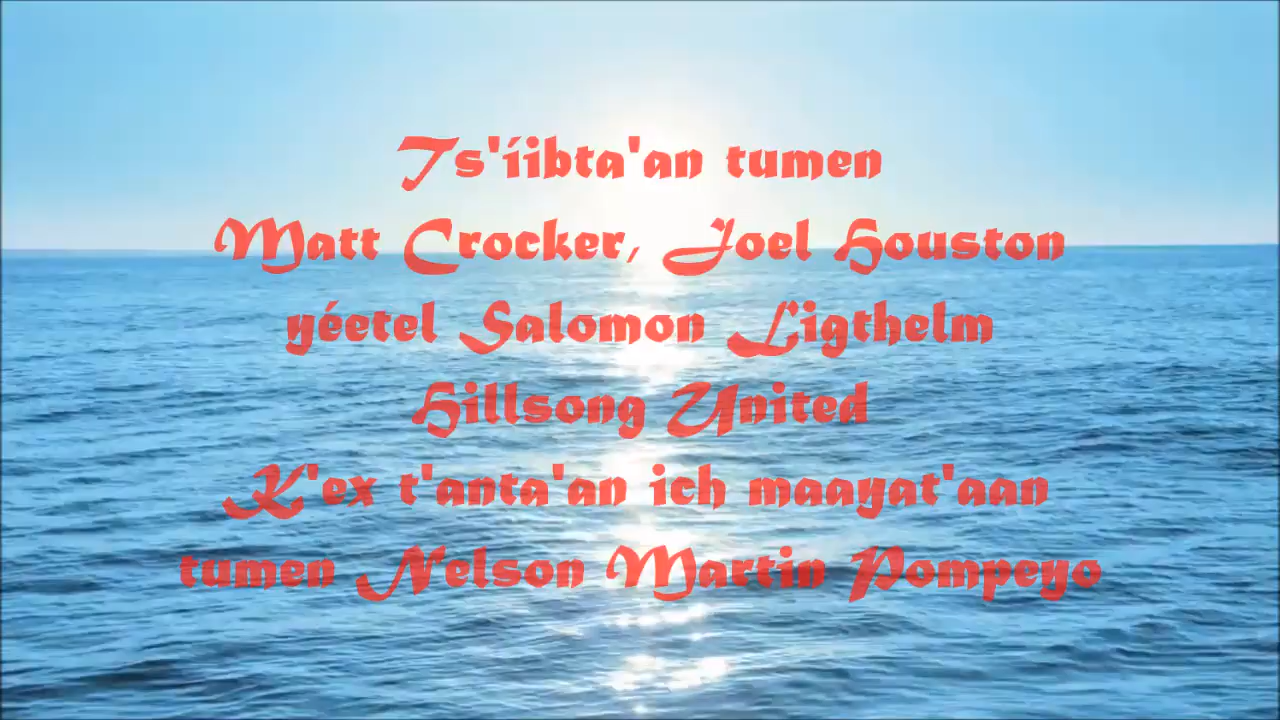 Ts'íibta'an tumen
Matt Crocker, Joel Houston
yéetel Salomon Ligthelm
Hillsong United
K'ex t'anta'an ich maayat'aan
tumen Nelson Martin Pompeyo